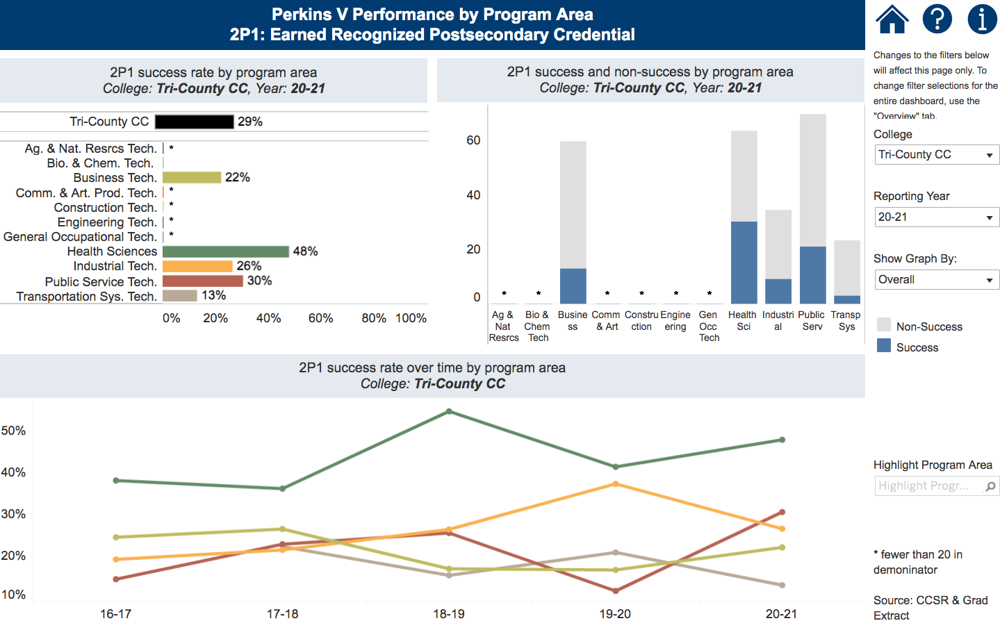 Perkins V Performance by Program Area
2P1: Earned Recognized Postsecondary Credential
Changes to the filters below
will affect this page only. To
change filter selections for the
entire dashboard, use the
"Overview" tab.
2P1 success rate by program area
College: Tri-County CC, Year: 20-21
Tri-County CC 29%
Ag. & Nat. Resrcs Tech. *
Bio. & Chem. Tech.
Business Tech. 22%
Comm. & Art. Prod. Tech. *
Construction Tech. *
Engineering Tech. *
General Occupational Tech. *
Health Sciences 48%
Industrial Tech. 26%
Public Service Tech. 30%
Transportation Sys. Tech. 13%
0% 20% 40% 60% 80% 100%
2P1 success and non-success by program area
College: Tri-County CC, Year: 20-21
60
40
20
0
* * * * * *
Ag & Bio & Busine Comm Constru Engine Gen Health Industri Public Transp
Nat Chem ss & Art ction ering Occ Sci al Serv Sys
Resrcs Tech Tech
College
Tri-County CC
Reporting Year
20-21
Show Graph By:
Overall
Non-Success
Success
2P1 success rate over time by program area
College: Tri-County CC
50%
40%
30%
20%
10%
16-17 17-18 18-19 19-20 20-21
Highlight Program Area
Highlight Progr...
* fewer than 20 in
demoninator
Source: CCSR & Grad
Extract